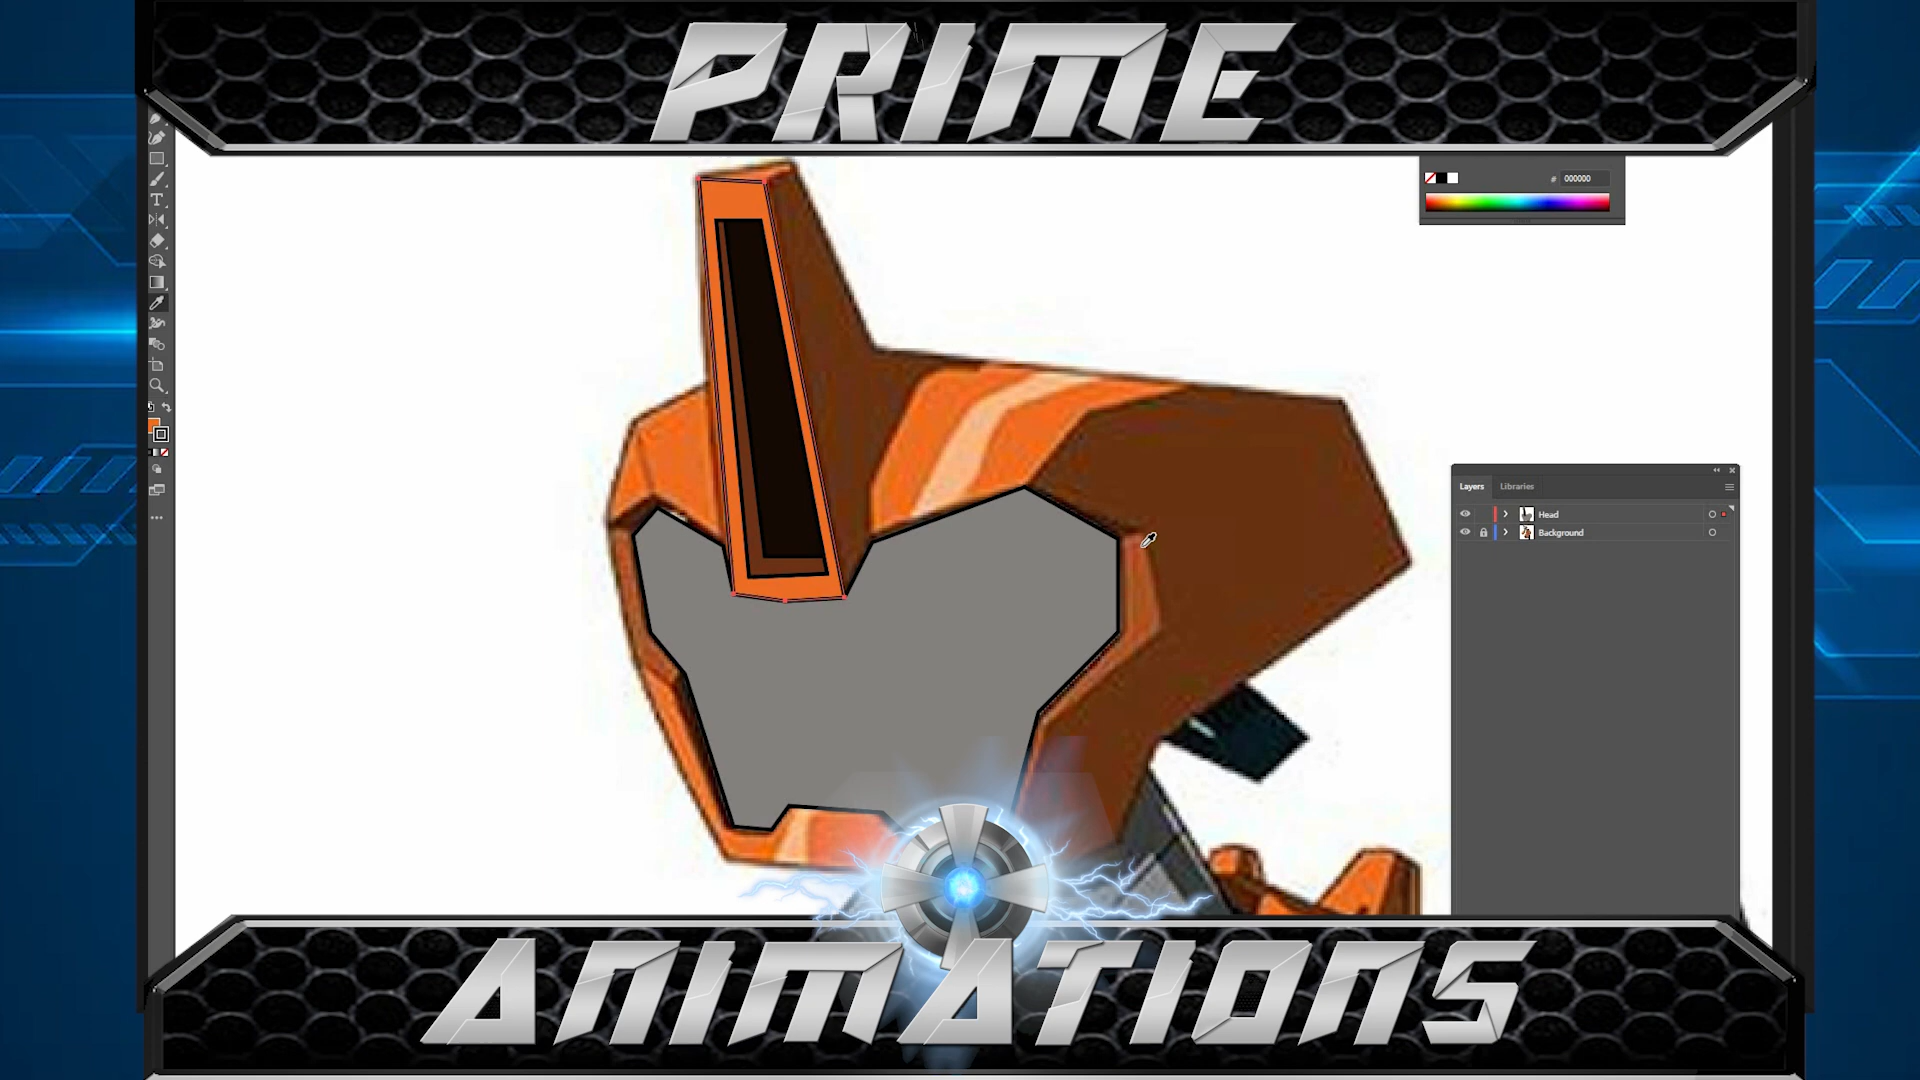 PRIME
# 000000
Layers Libraries
Head
Background
ANIMATIONS